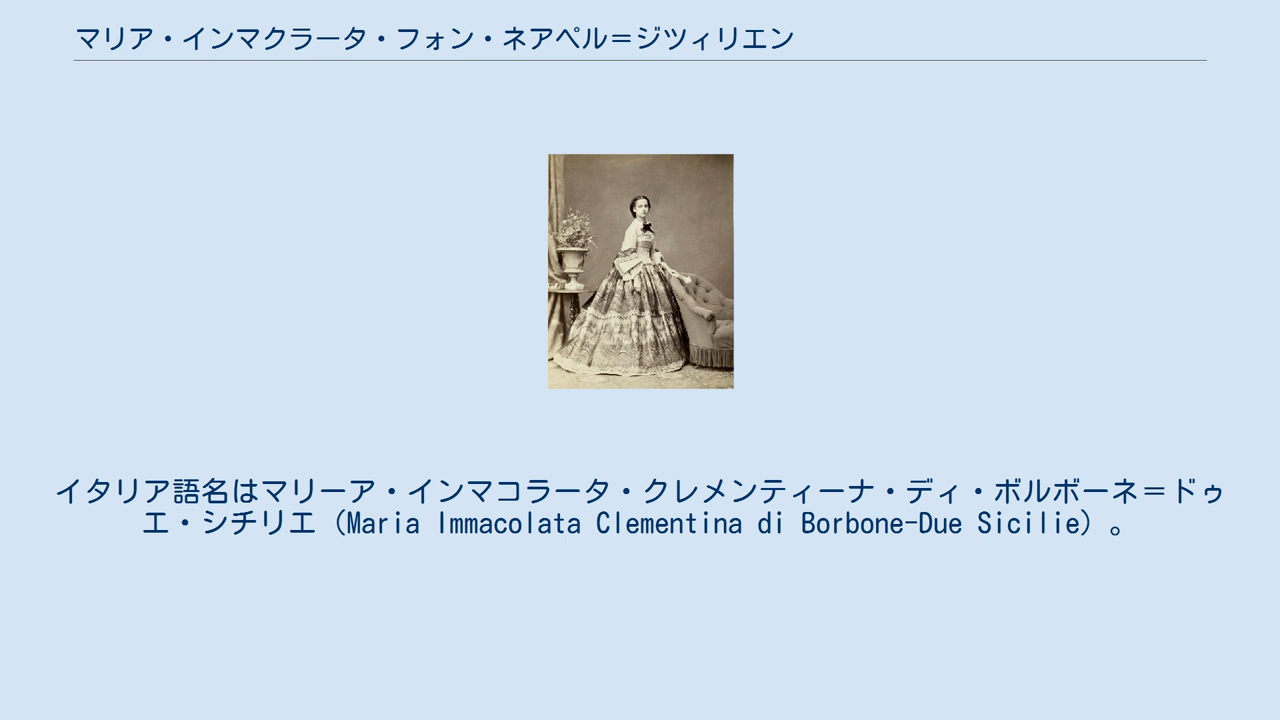 マリア・インマクラータ・フォン・ネアペル＝ジツィリエン
イタリア語名はマリーア・インマコラータ・クレメンティーナ・ディ・ボルボーネ＝ドゥ
エ・シチリエ（Maria Immacolata Clementina di Borbone-Due Sicilie）。